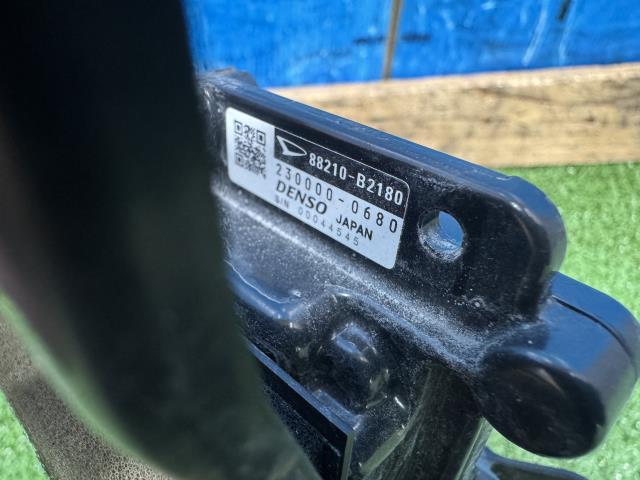 88210-B2180
230000-0680
DENSO JAPAN
S/N 00044545